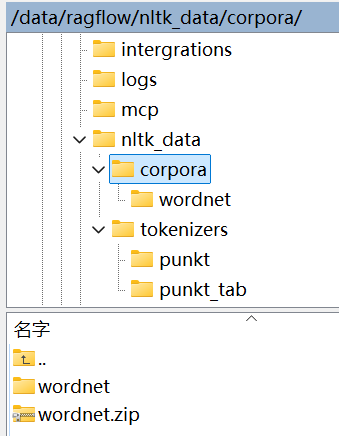 /data/ragflow/nltk_data/corpora/
intergrations
logs
mcp
nltk_data
corpora
wordnet
tokenizers
punkt
punkt_tab
名字
..
wordnet
wordnet.zip